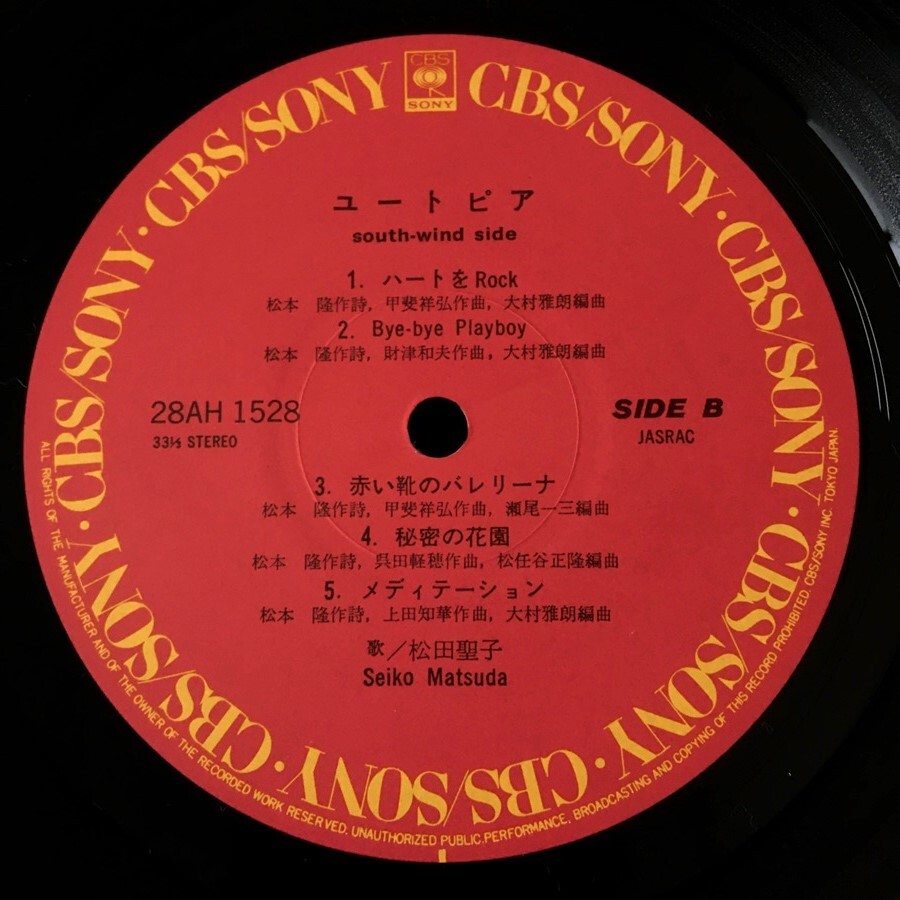 CBS/SONY・CBS/SONY・CBS/SONY・CBS/SONY・CBS/SONY・CBS/SONY・CBS/SONY・CBS/SONY
CBS
SONY
ユートピア
south-wind side
1. ハートをRock
松本 隆作詩, 甲斐祥弘作曲, 大村雅朗編曲
2. Bye-bye Playboy
松本 隆作詩, 財津和夫作曲, 大村雅朗編曲
28AH 1528
33⅓ STEREO
SIDE B
JASRAC
3. 赤い靴のバレリーナ
松本 隆作詩, 甲斐祥弘作曲, 瀬尾一三編曲
4. 秘密の花園
松本 隆作詩, 呉田軽穂作曲, 松任谷正隆編曲
5. メディテーション
松本 隆作詩, 上田知華作曲, 大村雅朗編曲
歌／松田聖子
Seiko Matsuda
ALL RIGHTS OF THE MANUFACTURER AND OF THE OWNER OF THE RECORDED WORK RESERVED. UNAUTHORIZED PUBLIC PERFORMANCE, BROADCASTING AND COPYING OF THIS RECORD PROHIBITED. CBS/SONY INC. TOKYO JAPAN.